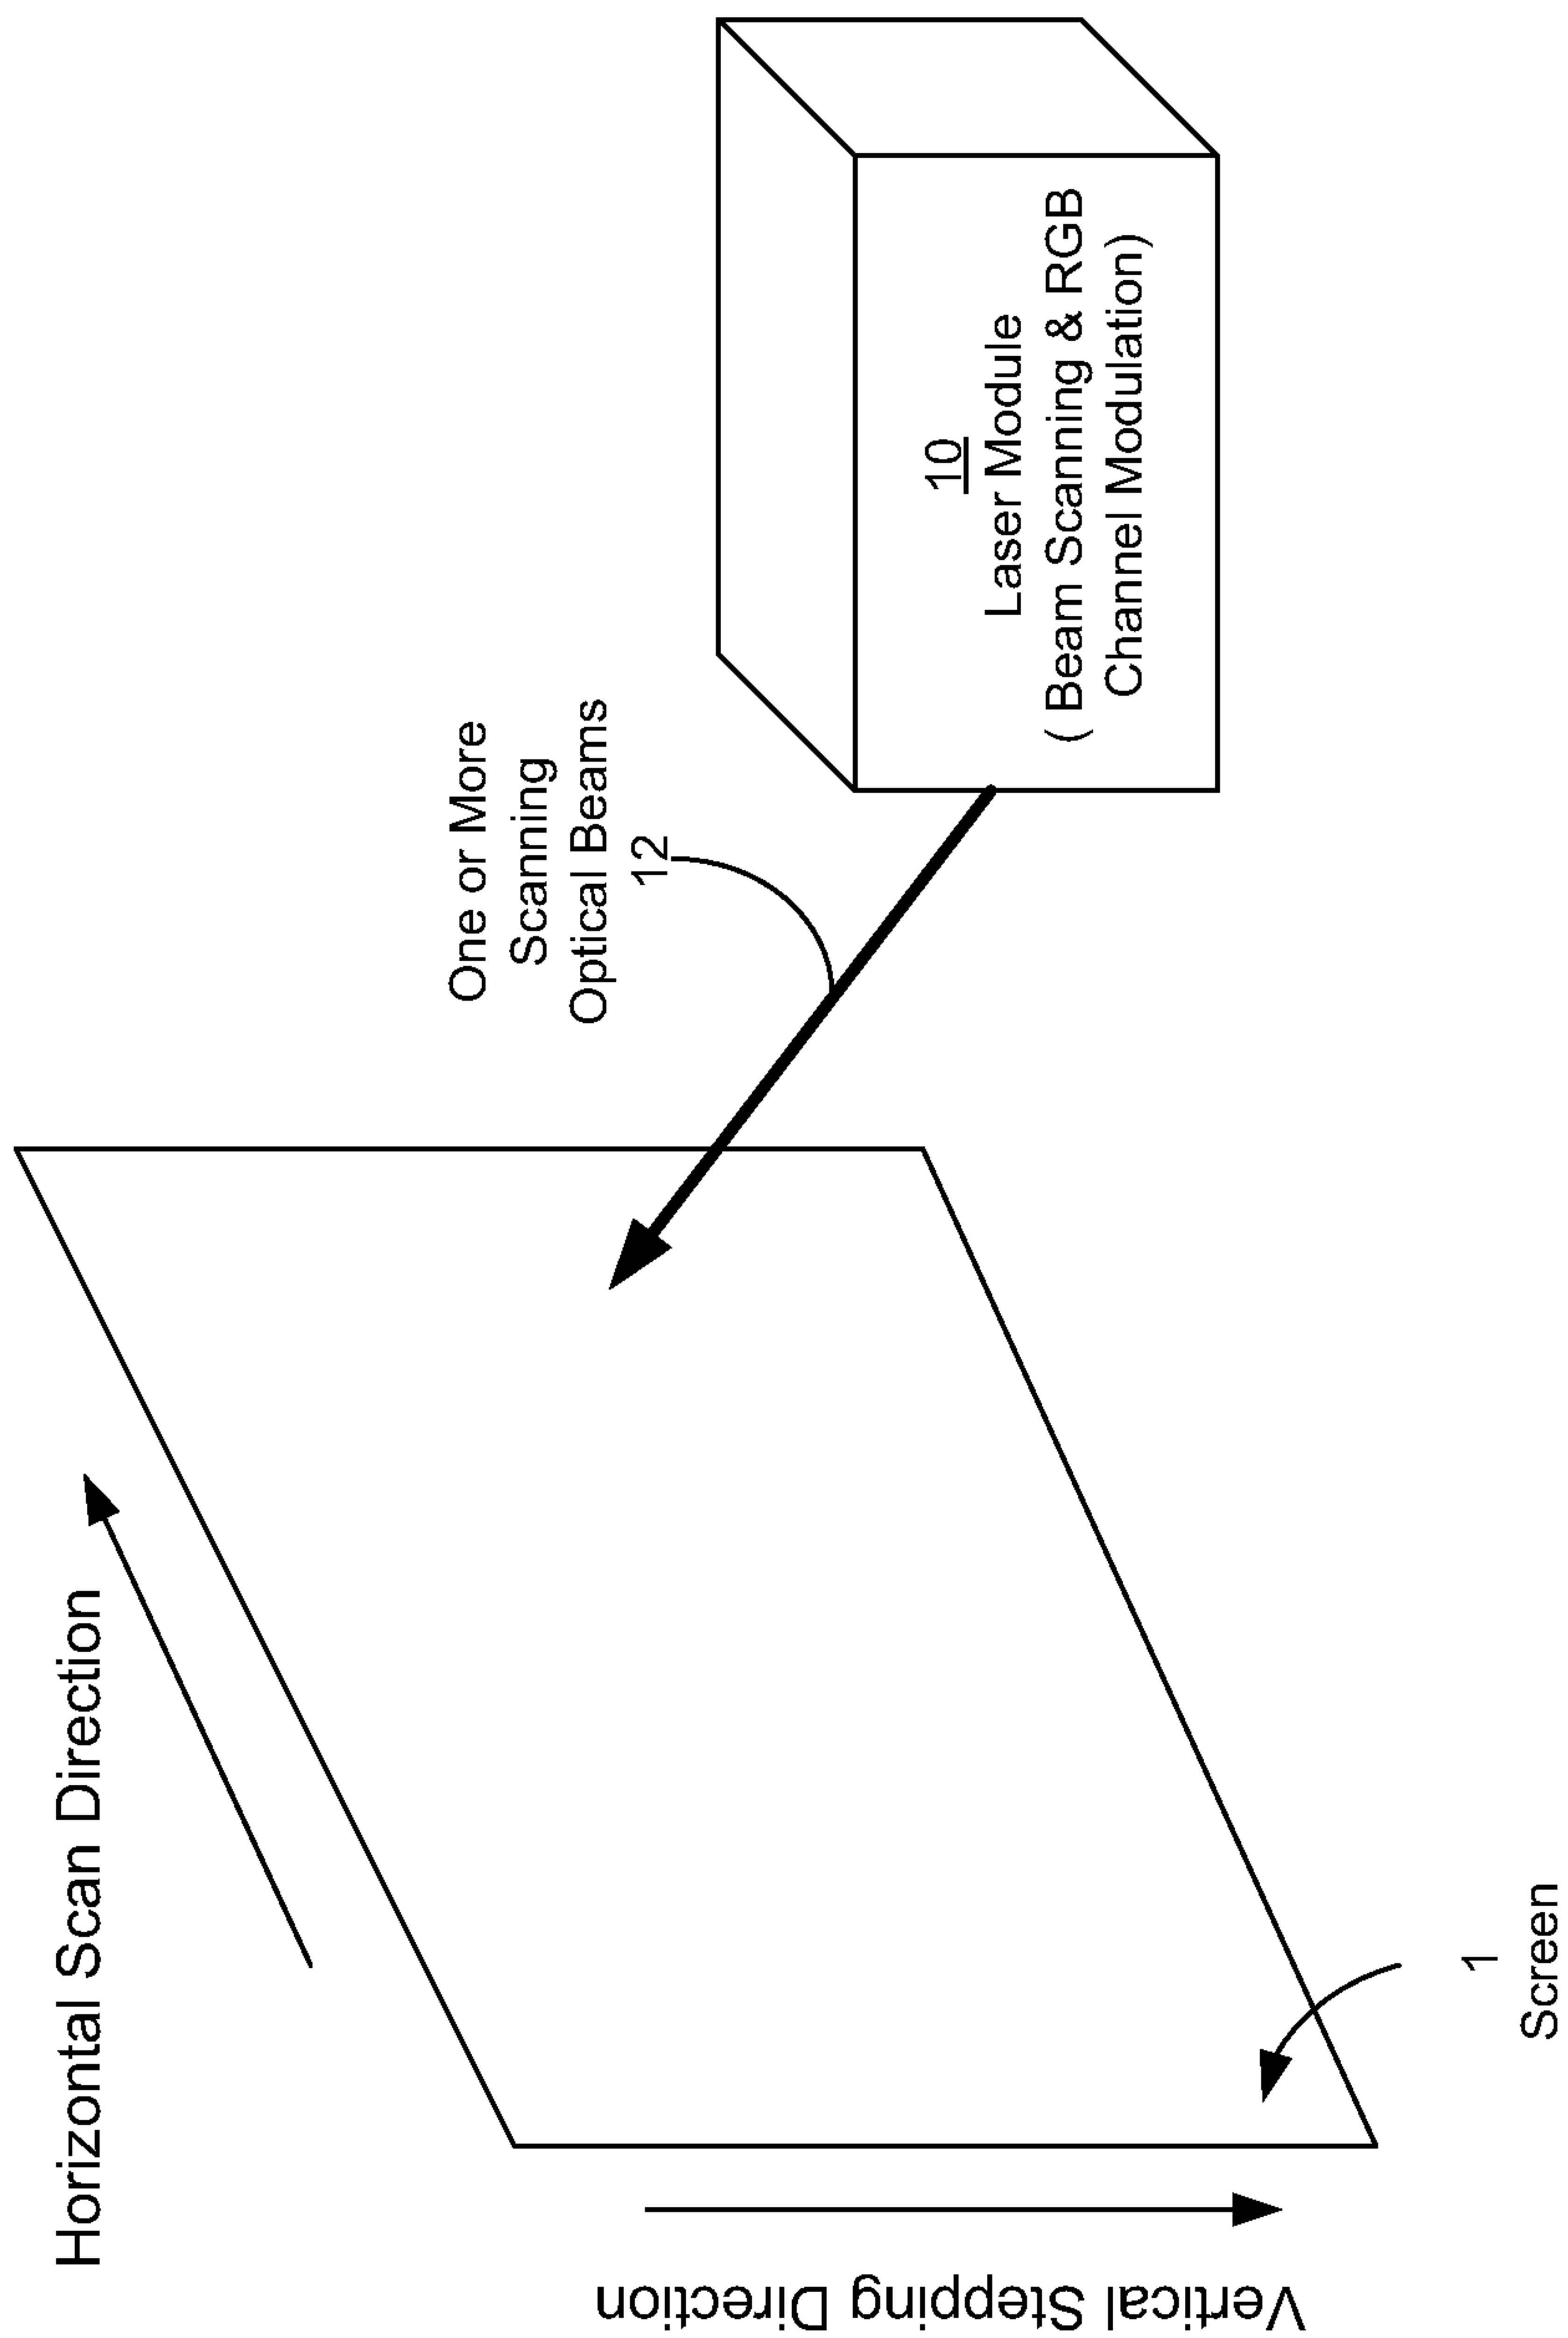 Horizontal Scan Direction
Vertical Stepping Direction
One or More
Scanning
Optical Beams
12
10
Laser Module
( Beam Scanning & RGB
Channel Modulation)
1
Screen